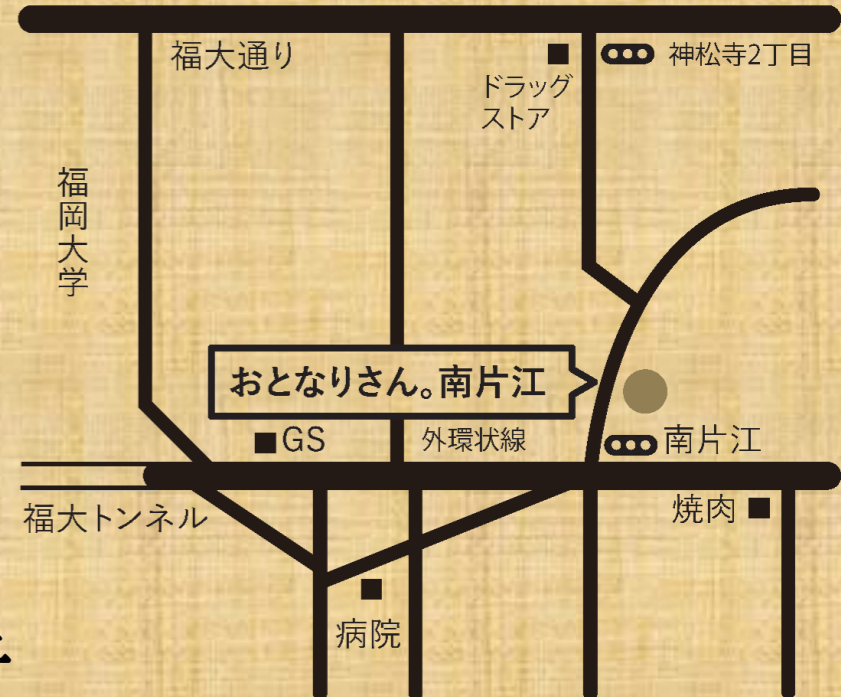 福大通り
神松寺2丁目
ドラッグ
ストア
福岡大学
おとなりさん。南片江
GS
外環状線
南片江
福大トンネル
焼肉
病院